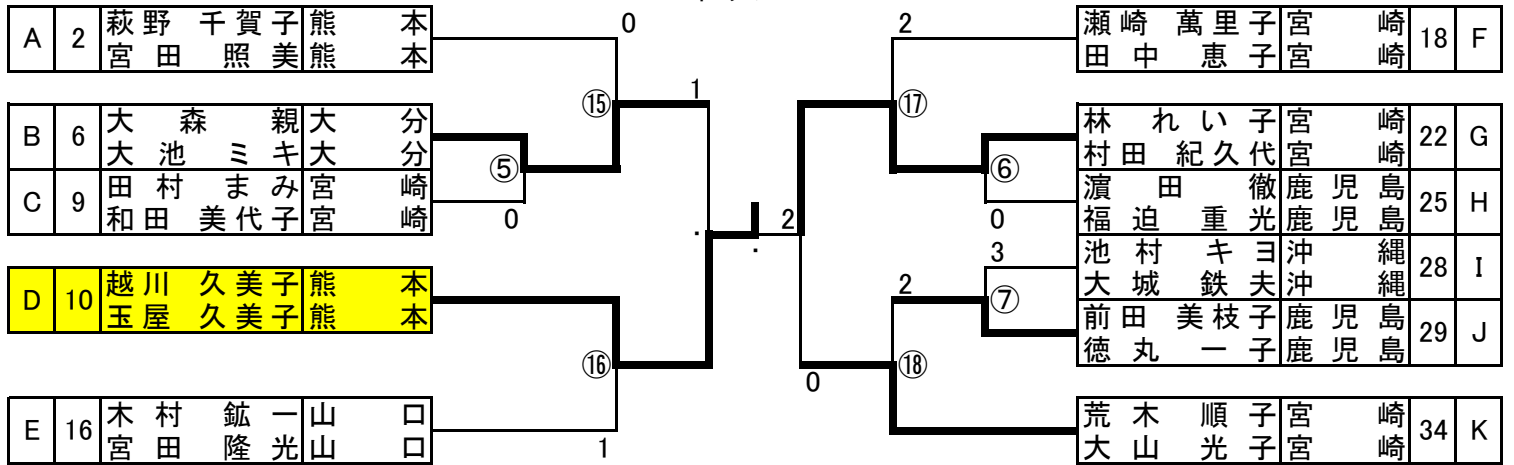 A 2 萩野 千賀子 熊本
宮田 照美 熊本
0
2
瀬崎 萬里子 宮崎 18 F
田中 恵子 宮崎
⑮
1
⑰
B 6 大森 親 大分
大池 ミキ 大分
⑤
C 9 田村 まみ 宮崎
和田 美代子 宮崎
0
林 れい子 宮崎 22 G
村田 紀久代 宮崎
⑥
濵田 徹 鹿児島 25 H
福迫 重光 鹿児島
0
2
D 10 越川 久美子 熊本
玉屋 久美子 熊本
3
池村 キヨ 沖縄 28 I
大城 鉄夫 沖縄
2
⑦
前田 美枝子 鹿児島 29 J
徳丸 一子 鹿児島
⑯
0
⑱
E 16 木村 鉱一 山口
宮田 隆光 山口
1
荒木 順子 宮崎 34 K
大山 光子 宮崎